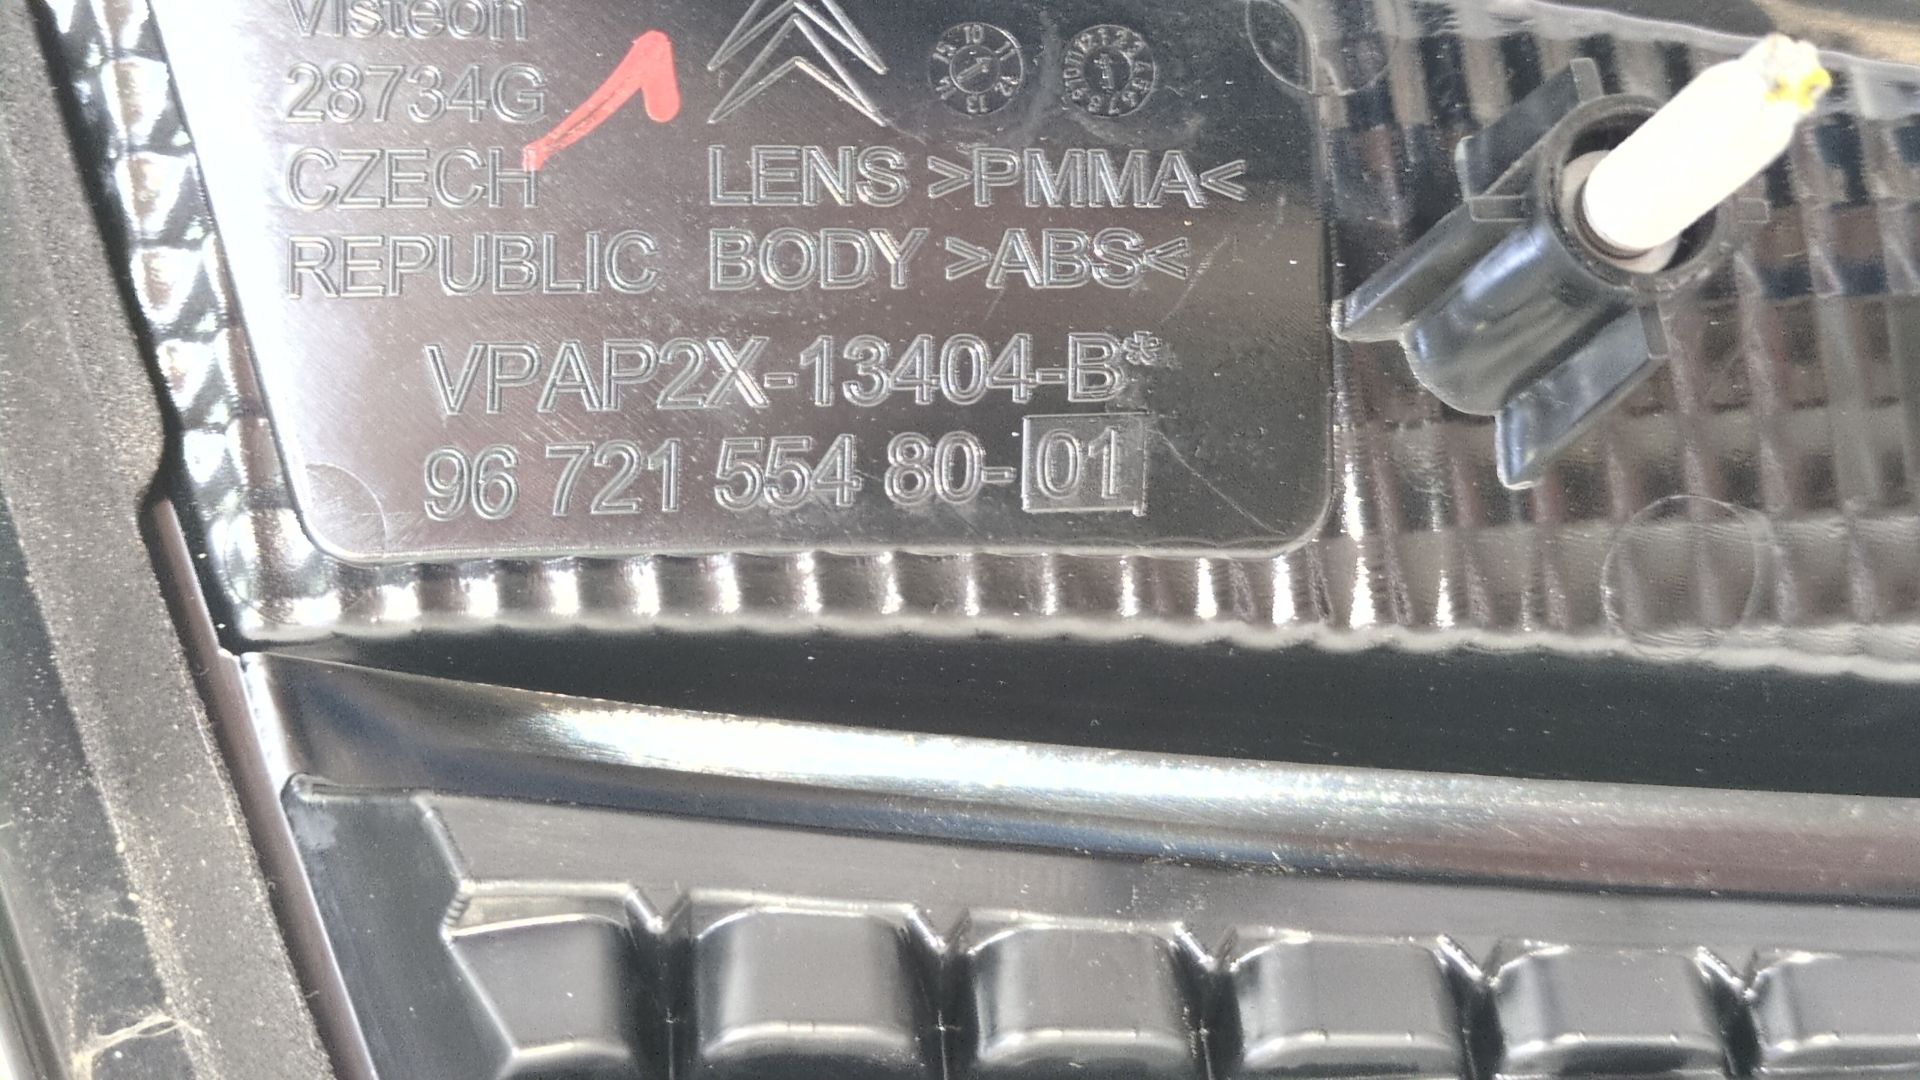 Visteon
28734G
CZECH
REPUBLIC
LENS >PMMA<
BODY >ABS<
VPAP2X-13404-B*
96 721 554 80-01